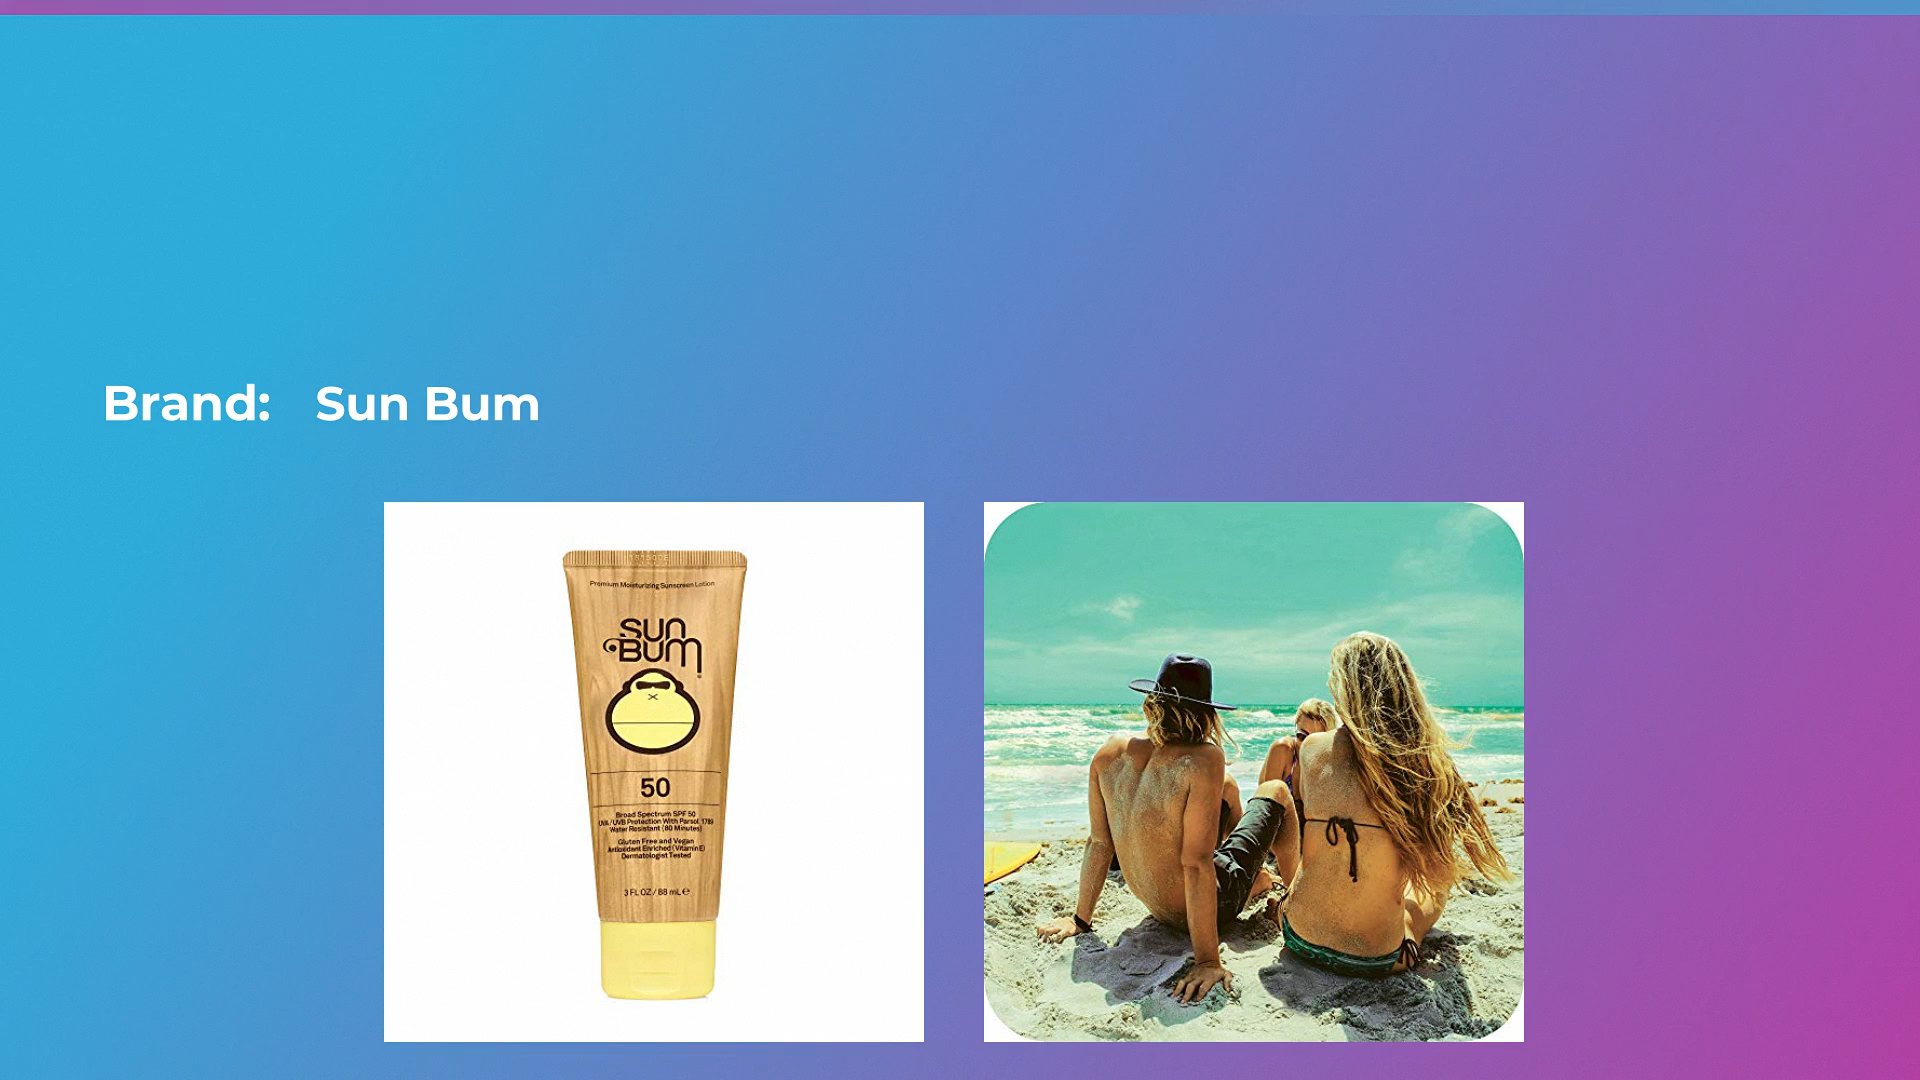 Brand: Sun Bum
Premium Moisturizing Sunscreen Lotion
SUN
BUM
50
Broad Spectrum SPF 50
UVA/UVB Protection With Parsol 1789
Water Resistant (80 Minutes)
Gluten Free and Vegan
Antioxidant Enriched (Vitamin E)
Dermatologist Tested
3 FL OZ / 88 mL ℮